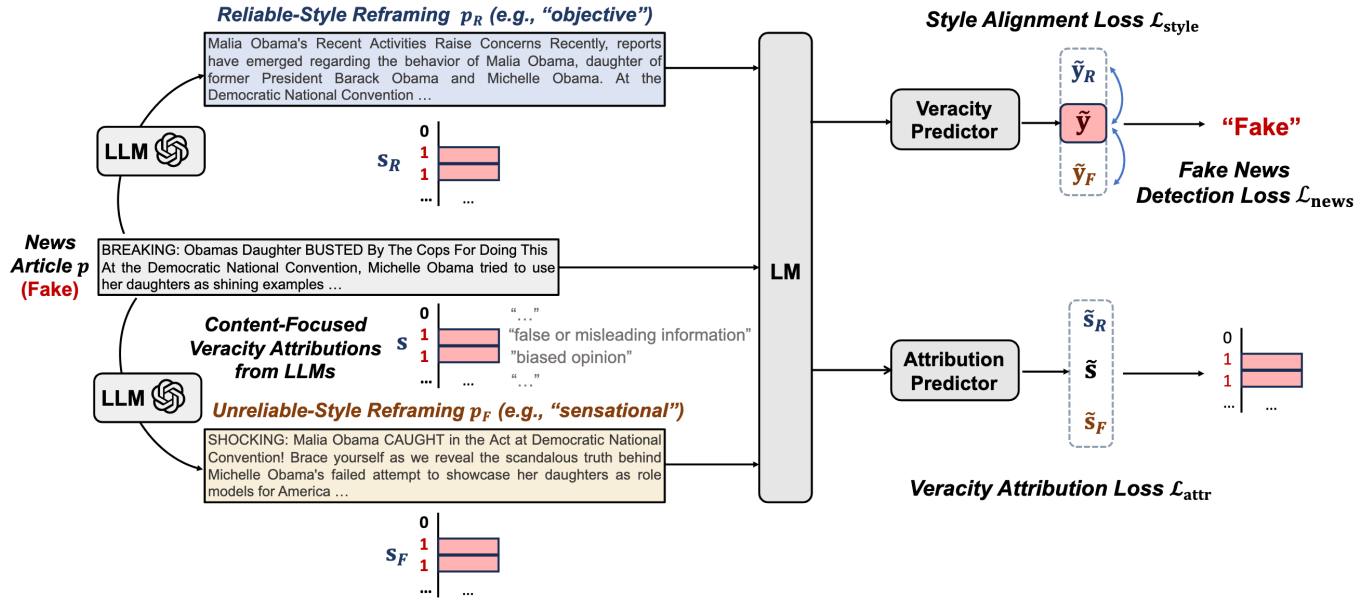 Reliable-Style Reframing p_R (e.g., “objective”)
Malia Obama's Recent Activities Raise Concerns Recently, reports
have emerged regarding the behavior of Malia Obama, daughter of
former President Barack Obama and Michelle Obama. At the
Democratic National Convention ...
LLM
s_R
0
1
1
...
...
News
Article p
(Fake)
BREAKING: Obamas Daughter BUSTED By The Cops For Doing This
At the Democratic National Convention, Michelle Obama tried to use
her daughters as shining examples ...
Content-Focused
Veracity Attributions
from LLMs
s
0
1
1
...
...
“...”
“false or misleading information”
”biased opinion”
“...”
LLM
Unreliable-Style Reframing p_F (e.g., “sensational”)
SHOCKING: Malia Obama CAUGHT in the Act at Democratic National
Convention! Brace yourself as we reveal the scandalous truth behind
Michelle Obama's failed attempt to showcase her daughters as role
models for America ...
s_F
0
1
1
...
...
LM
Style Alignment Loss ℒ_style
Veracity
Predictor
ỹ_R
ỹ
ỹ_F
“Fake”
Fake News
Detection Loss ℒ_news
Attribution
Predictor
s̃_R
s̃
s̃_F
0
1
1
...
...
Veracity Attribution Loss ℒ_attr